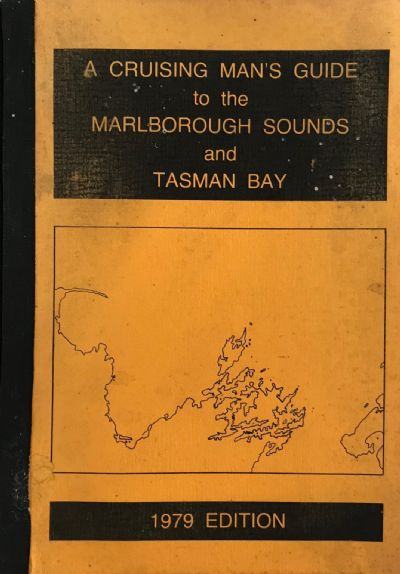 A CRUISING MAN'S GUIDE
to the
MARLBOROUGH SOUNDS
and
TASMAN BAY
1979 EDITION